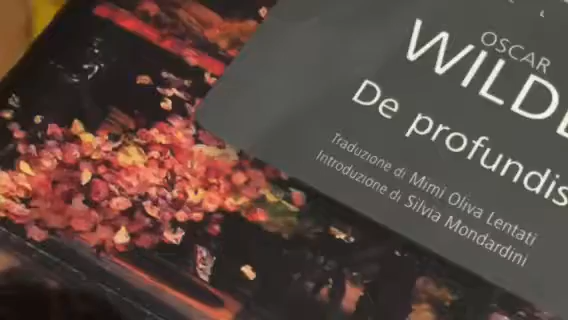 OSCAR
WILDE
De profundis
Traduzione di Mimi Oliva Lentati
Introduzione di Silvia Mondardini